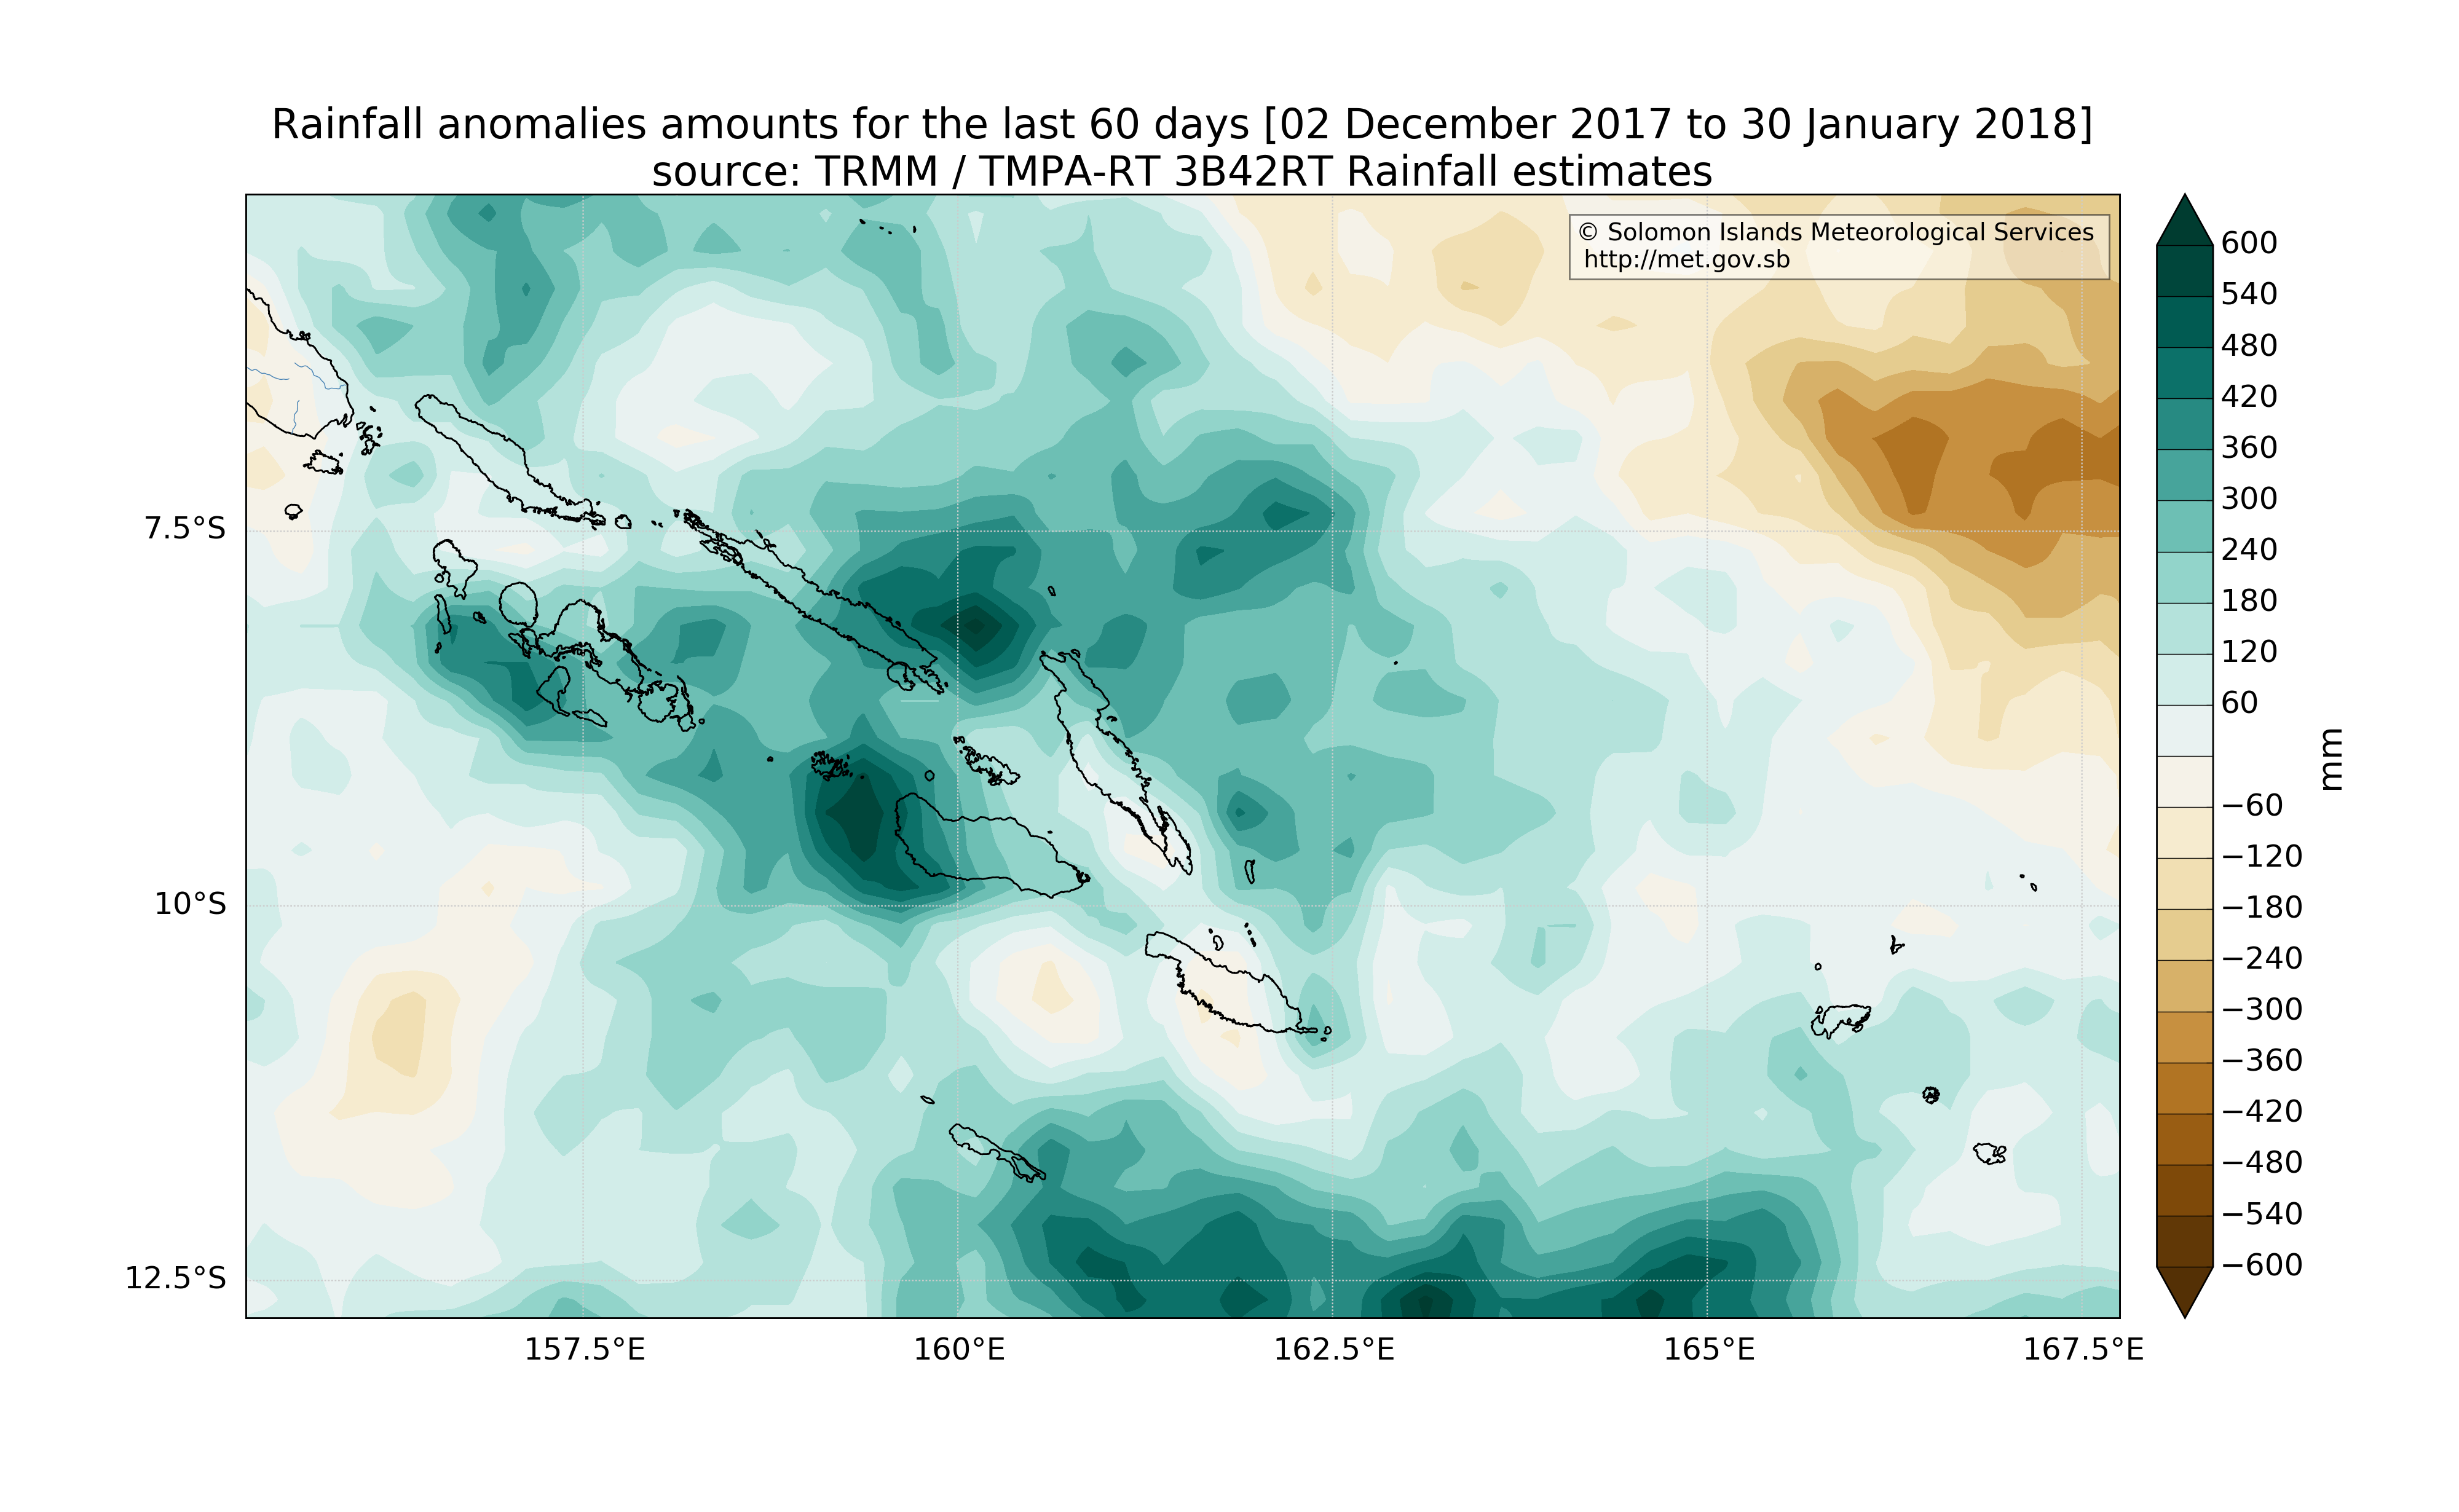 Rainfall anomalies amounts for the last 60 days [02 December 2017 to 30 January 2018]
source: TRMM / TMPA-RT 3B42RT Rainfall estimates
© Solomon Islands Meteorological Services
http://met.gov.sb
7.5°S
10°S
12.5°S
157.5°E
160°E
162.5°E
165°E
167.5°E
600
540
480
420
360
300
240
180
120
60
−60
−120
−180
−240
−300
−360
−420
−480
−540
−600
mm